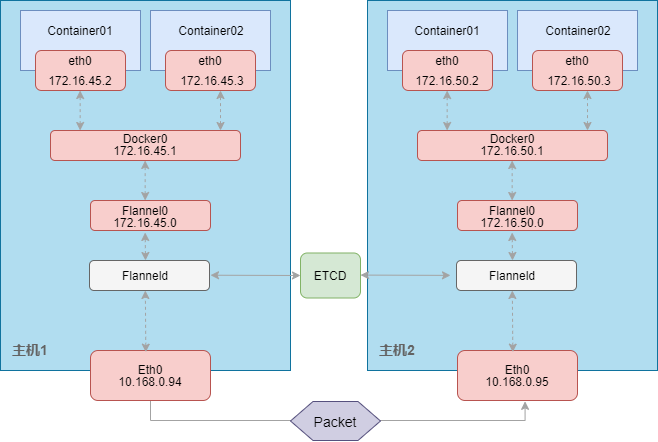 Container01
eth0
172.16.45.2
Container02
eth0
172.16.45.3
Docker0
172.16.45.1
Flannel0
172.16.45.0
Flanneld
主机1
Eth0
10.168.0.94
ETCD
Container01
eth0
172.16.50.2
Container02
eth0
172.16.50.3
Docker0
172.16.50.1
Flannel0
172.16.50.0
Flanneld
主机2
Eth0
10.168.0.95
Packet